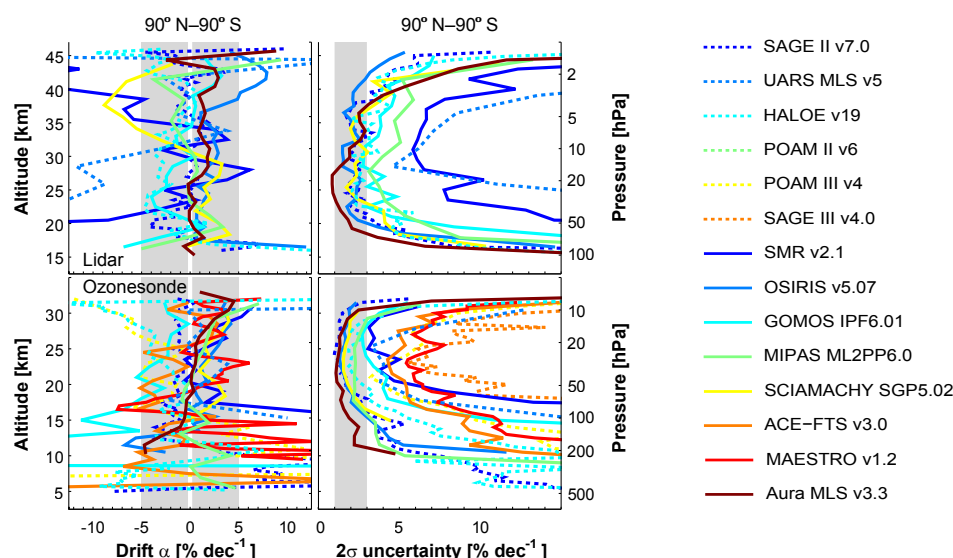 90° N–90° S
90° N–90° S
45
40
35
30
25
20
15
Altitude [km]
Lidar
2
5
10
20
50
100
Pressure [hPa]
Ozonesonde
30
25
20
15
10
5
Altitude [km]
10
20
50
100
200
500
Pressure [hPa]
-10
-5
0
5
10
Drift α [% dec⁻¹]
0
5
10
2σ uncertainty [% dec⁻¹]
SAGE II v7.0
UARS MLS v5
HALOE v19
POAM II v6
POAM III v4
SAGE III v4.0
SMR v2.1
OSIRIS v5.07
GOMOS IPF6.01
MIPAS ML2PP6.0
SCIAMACHY SGP5.02
ACE−FTS v3.0
MAESTRO v1.2
Aura MLS v3.3